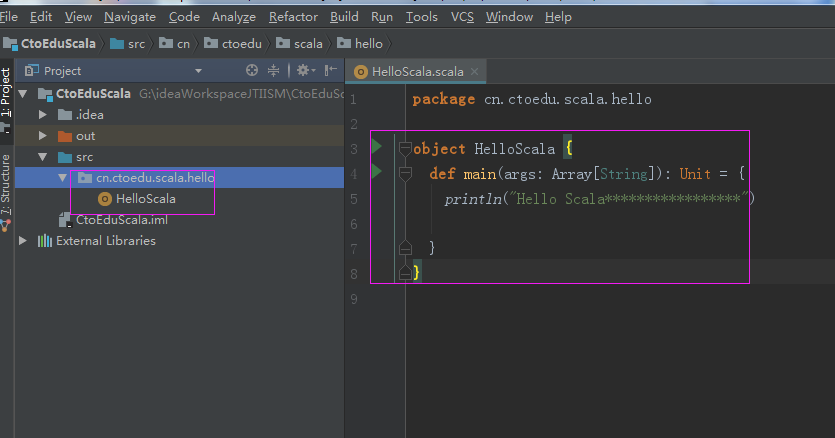 File Edit View Navigate Code Analyze Refactor Build Run Tools VCS Window Help
CtoEduScala src cn ctoedu scala hello
1: Project
7: Structure
Project
CtoEduScala G:\ideaWorkspaceJTIISM\CtoEduSc
.idea
out
src
cn.ctoedu.scala.hello
HelloScala
CtoEduScala.iml
External Libraries
HelloScala.scala
1 package cn.ctoedu.scala.hello
2
3 object HelloScala {
4 def main(args: Array[String]): Unit = {
5 println("Hello Scala*****************")
6
7 }
8 }
9